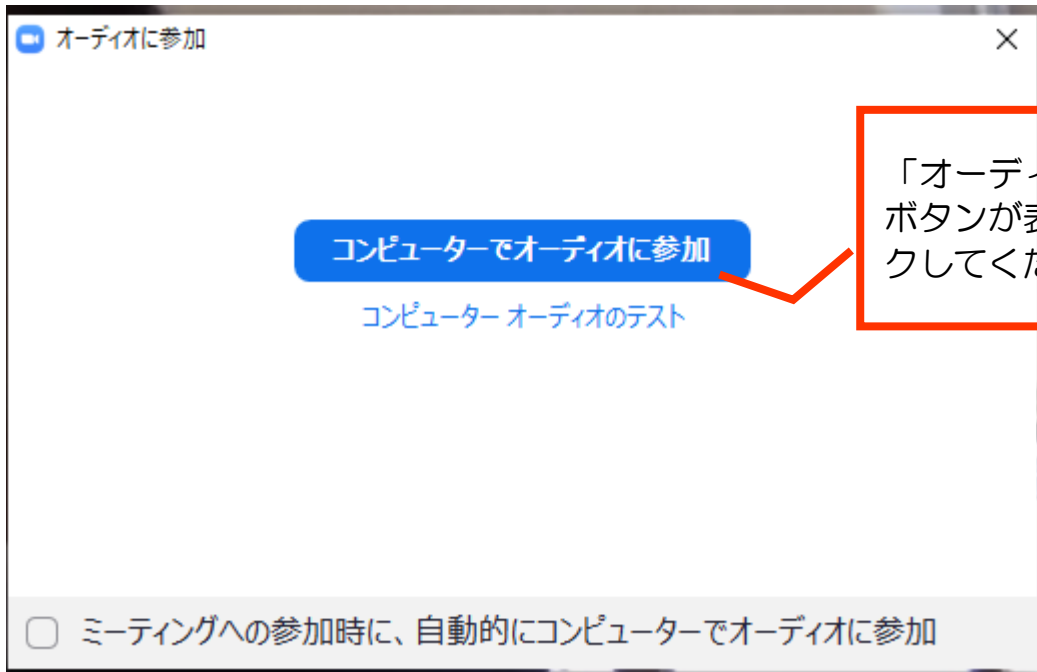 オーディオに参加
「オーディ
ボタンが表
クしてくだ
コンピューターでオーディオに参加
コンピューター オーディオのテスト
ミーティングへの参加時に、自動的にコンピューターでオーディオに参加